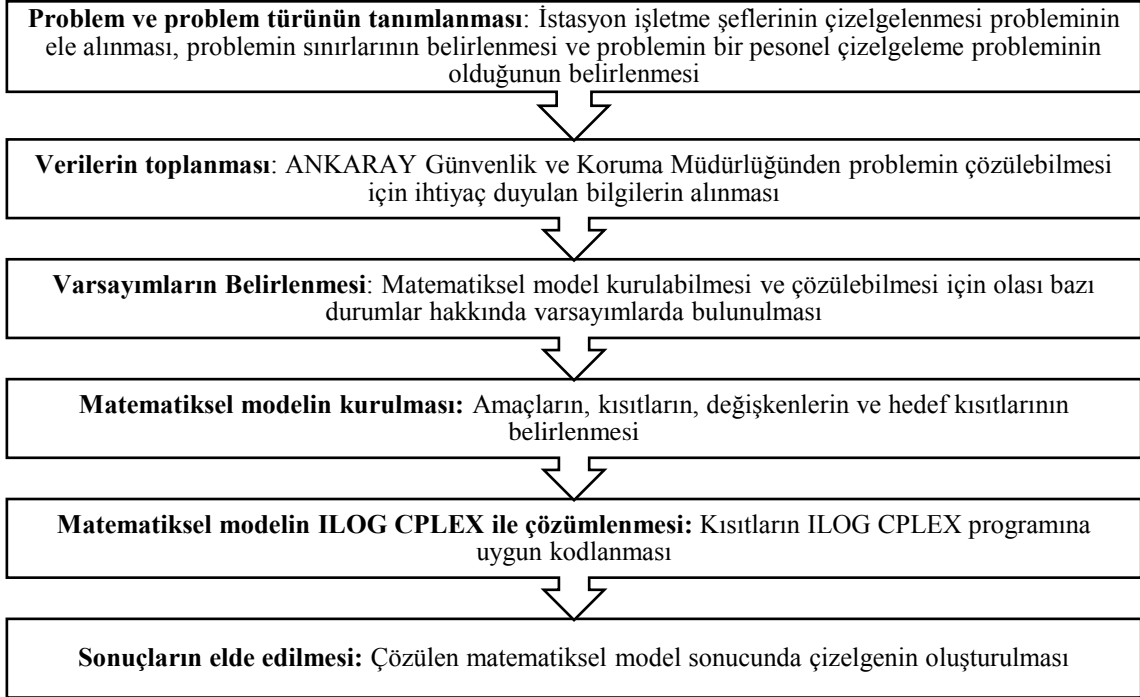 Problem ve problem türünün tanımlanması: İstasyon işletme şeflerinin çizelgelenmesi probleminin
ele alınması, problemin sınırlarının belirlenmesi ve problemin bir pesonel çizelgeleme probleminin
olduğunun belirlenmesi
Verilerin toplanması: ANKARAY Günvenlik ve Koruma Müdürlüğünden problemin çözülebilmesi
için ihtiyaç duyulan bilgilerin alınması
Varsayımların Belirlenmesi: Matematiksel model kurulabilmesi ve çözülebilmesi için olası bazı
durumlar hakkında varsayımlarda bulunulması
Matematiksel modelin kurulması: Amaçların, kısıtların, değişkenlerin ve hedef kısıtlarının
belirlenmesi
Matematiksel modelin ILOG CPLEX ile çözümlenmesi: Kısıtların ILOG CPLEX programına
uygun kodlanması
Sonuçların elde edilmesi: Çözülen matematiksel model sonucunda çizelgenin oluşturulması